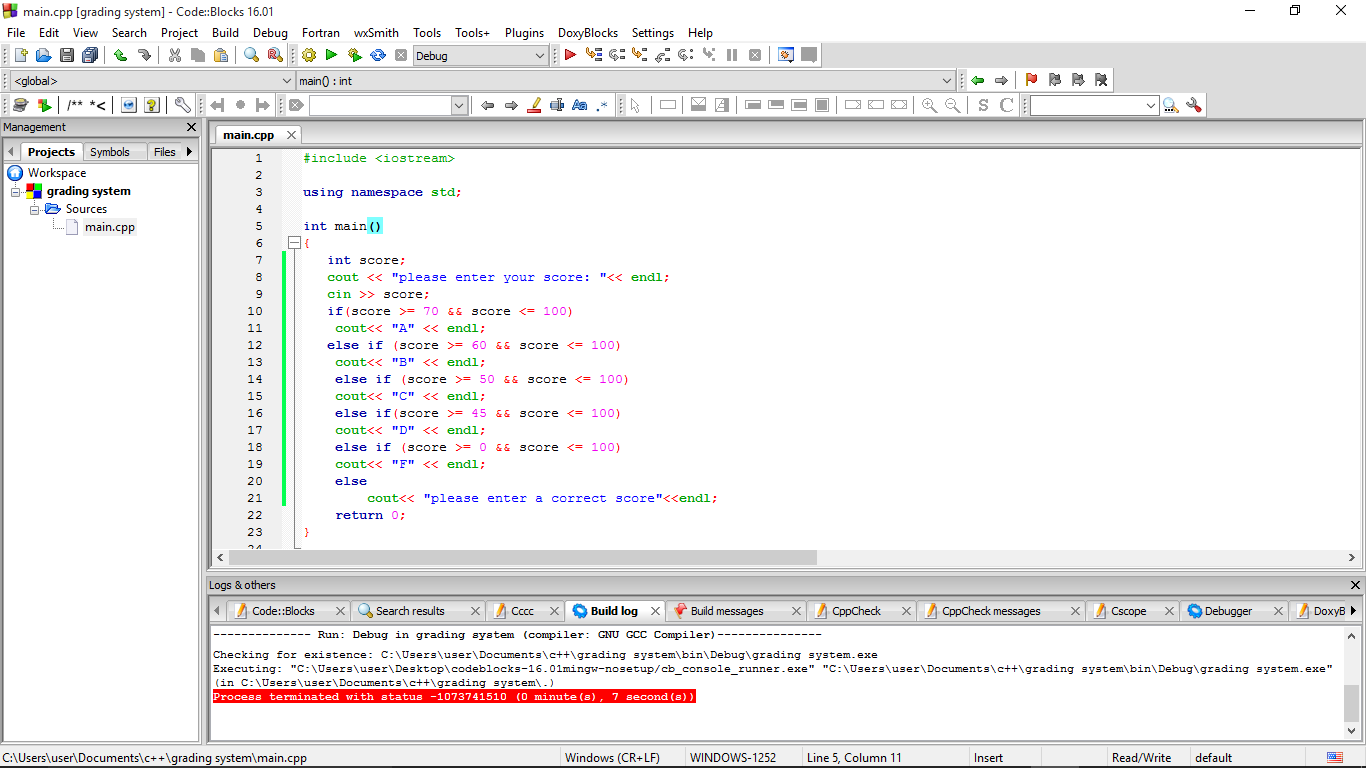 main.cpp [grading system] - Code::Blocks 16.01
File Edit View Search Project Build Debug Fortran wxSmith Tools Tools+ Plugins DoxyBlocks Settings Help
Debug
<global> main() : int
/** *< Aa .* S C
Management
Projects Symbols Files
Workspace
grading system
Sources
main.cpp
main.cpp
1 #include <iostream>
2
3 using namespace std;
4
5 int main()
6 {
7 int score;
8 cout << "please enter your score: "<< endl;
9 cin >> score;
10 if(score >= 70 && score <= 100)
11 cout<< "A" << endl;
12 else if (score >= 60 && score <= 100)
13 cout<< "B" << endl;
14 else if (score >= 50 && score <= 100)
15 cout<< "C" << endl;
16 else if(score >= 45 && score <= 100)
17 cout<< "D" << endl;
18 else if (score >= 0 && score <= 100)
19 cout<< "F" << endl;
20 else
21 cout<< "please enter a correct score"<<endl;
22 return 0;
23 }
24
Logs & others
Code::Blocks Search results Cccc Build log Build messages CppCheck CppCheck messages Cscope Debugger DoxyB
-------------- Run: Debug in grading system (compiler: GNU GCC Compiler)---------------
Checking for existence: C:\Users\user\Documents\c++\grading system\bin\Debug\grading system.exe
Executing: "C:\Users\user\Desktop\codeblocks-16.01mingw-nosetup/cb_console_runner.exe" "C:\Users\user\Documents\c++\grading system\bin\Debug\grading system.exe"
(in C:\Users\user\Documents\c++\grading system\.)
Process terminated with status -1073741510 (0 minute(s), 7 second(s))
C:\Users\user\Documents\c++\grading system\main.cpp Windows (CR+LF) WINDOWS-1252 Line 5, Column 11 Insert Read/Write default